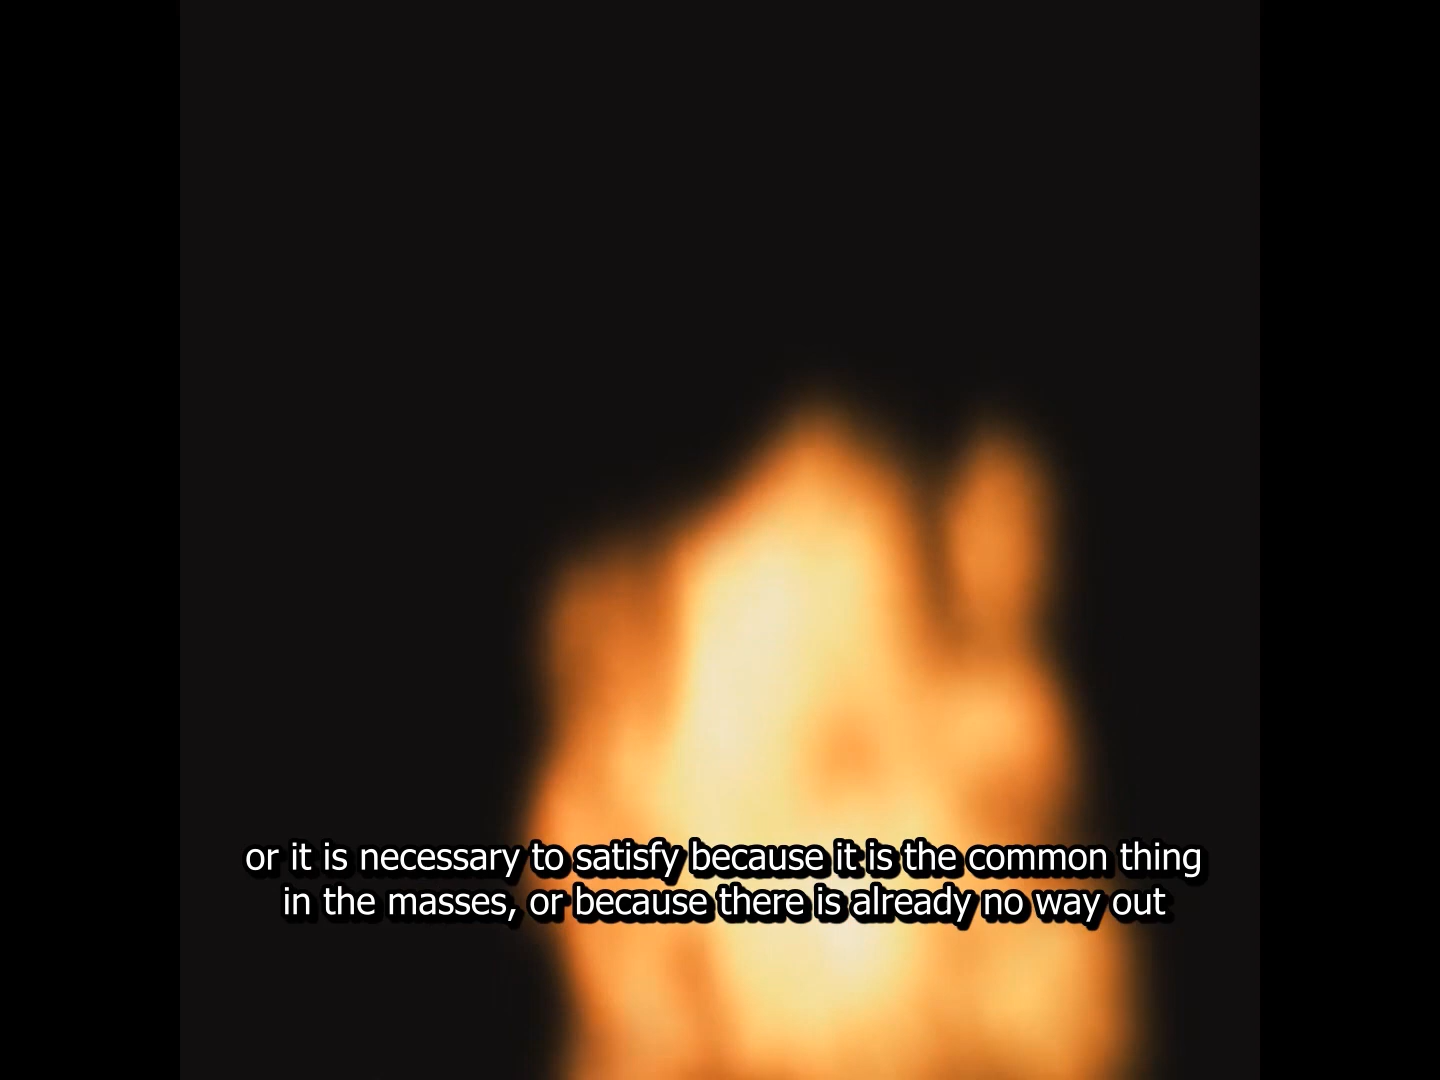 or it is necessary to satisfy because it is the common thing
in the masses, or because there is already no way out